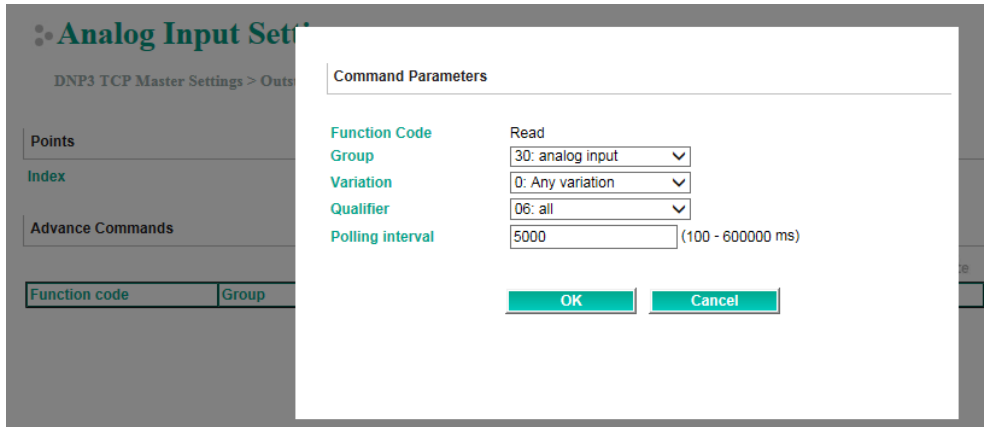 Analog Input Sett
DNP3 TCP Master Settings > Outs
Points
Index
Advance Commands
Function code Group
Command Parameters
Function Code Read
Group 30: analog input
Variation 0: Any variation
Qualifier 06: all
Polling interval 5000 (100 - 600000 ms)
OK Cancel